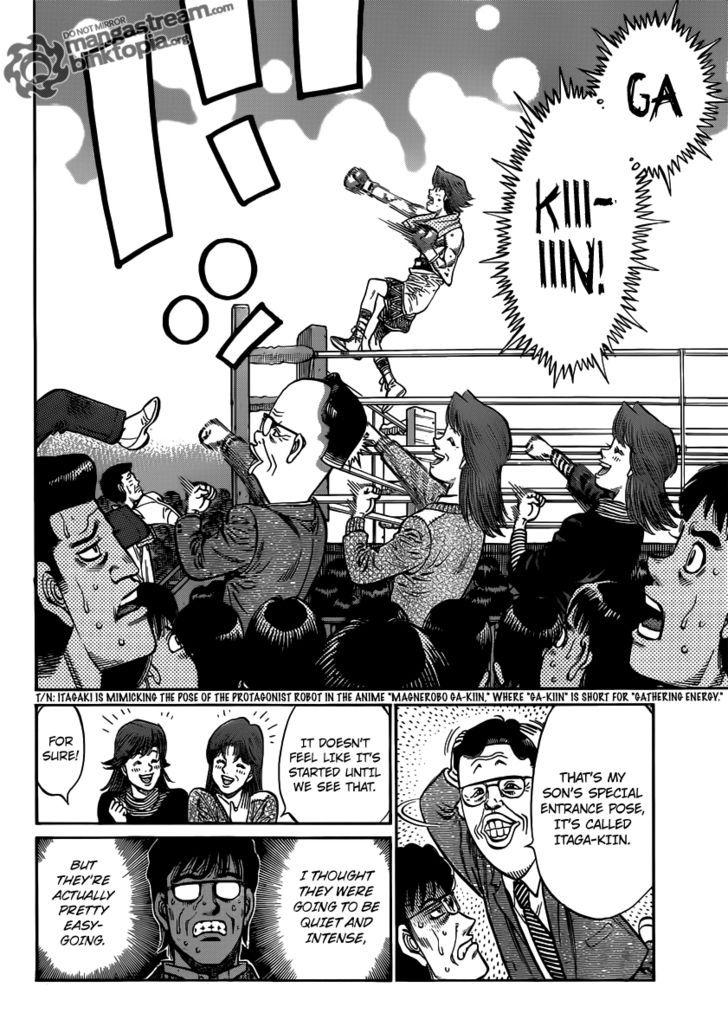 DO NOT MIRROR
mangastream.com
binktopia.org
GA
KIII-
IIIN!
T/N: ITAGAKI IS MIMICKING THE POSE OF THE PROTAGONIST ROBOT IN THE ANIME "MAGNEROBO GA-KIIN," WHERE "GA-KIIN" IS SHORT FOR "GATHERING ENERGY."
THAT'S MY
SON'S SPECIAL
ENTRANCE POSE,
IT'S CALLED
ITAGA-KIIN.
IT DOESN'T
FEEL LIKE IT'S
STARTED UNTIL
WE SEE THAT.
FOR
SURE!
I THOUGHT
THEY WERE
GOING TO BE
QUIET AND
INTENSE,
BUT
THEY'RE
ACTUALLY
PRETTY
EASY-
GOING.